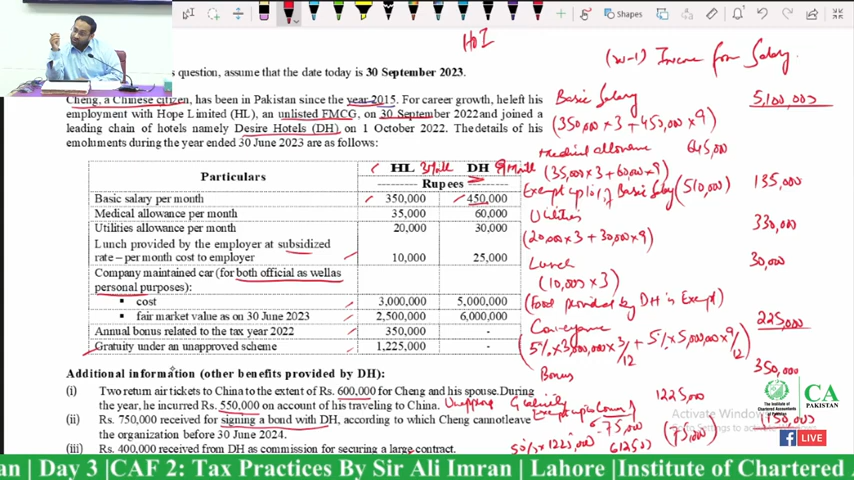 Shapes
HoI
s question, assume that the date today is 30 September 2023.
Cheng, a Chinese citizen, has been in Pakistan since the year 2015. For career growth, he left his
employment with Hope Limited (HL), an unlisted FMCG, on 30 September 2022 and joined a
leading chain of hotels namely Desire Hotels (DH), on 1 October 2022. The details of his
emoluments during the year ended 30 June 2023 are as follows:
Particulars HL DH
Rupees
Basic salary per month 350,000 450,000
Medical allowance per month 35,000 60,000
Utilities allowance per month 20,000 30,000
Lunch provided by the employer at subsidized
rate – per month cost to employer 10,000 25,000
Company maintained car (for both official as well as
personal purposes):
▪ cost 3,000,000 5,000,000
▪ fair market value as on 30 June 2023 2,500,000 6,000,000
Annual bonus related to the tax year 2022 350,000 -
Gratuity under an unapproved scheme 1,225,000 -
Additional information (other benefits provided by DH):
(i) Two return air tickets to China to the extent of Rs. 600,000 for Cheng and his spouse. During
the year, he incurred Rs. 550,000 on account of his traveling to China.
(ii) Rs. 750,000 received for signing a bond with DH, according to which Cheng cannot leave
the organization before 30 June 2024.
(iii) Rs. 400,000 received from DH as commission for securing a large contract.
(w-1) Income from Salary
Basic Salary 5,100,000
(350,000 × 3 + 450,000 × 9)
Medical allowance 645,000
(35,000 × 3 + 60,000 × 9)
Exempt up to 10% of Basic Salary (510,000) 135,000
Utilities 330,000
(20,000 × 3 + 30,000 × 9)
Lunch 30,000
(10,000 × 3)
(Food provided by DH is Exempt)
Conveyance 225,000
(5% × 3,000,000 × 3/12 + 5% × 5,000,000 × 9/12)
Bonus 350,000
Gratuity 1225,000
75,000
50% × 1225,000 612500 (75,000) 1150,000
Activate Windows
The Institute of
Chartered Accountants
CA
PAKISTAN
LIVE
an | Day 3 |CAF 2: Tax Practices By Sir Ali Imran | Lahore |Institute of Chartered A